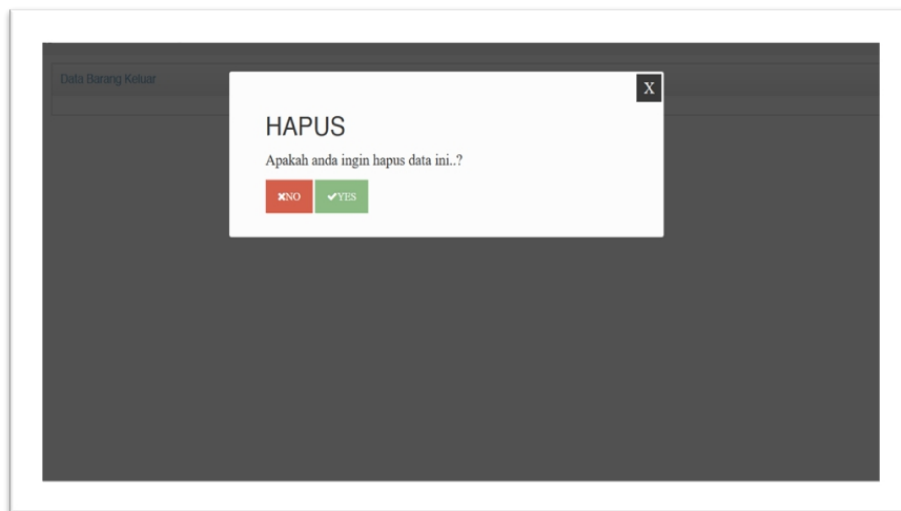 Data Barang Keluar
X
HAPUS
Apakah anda ingin hapus data ini..?
✖NO ✔YES